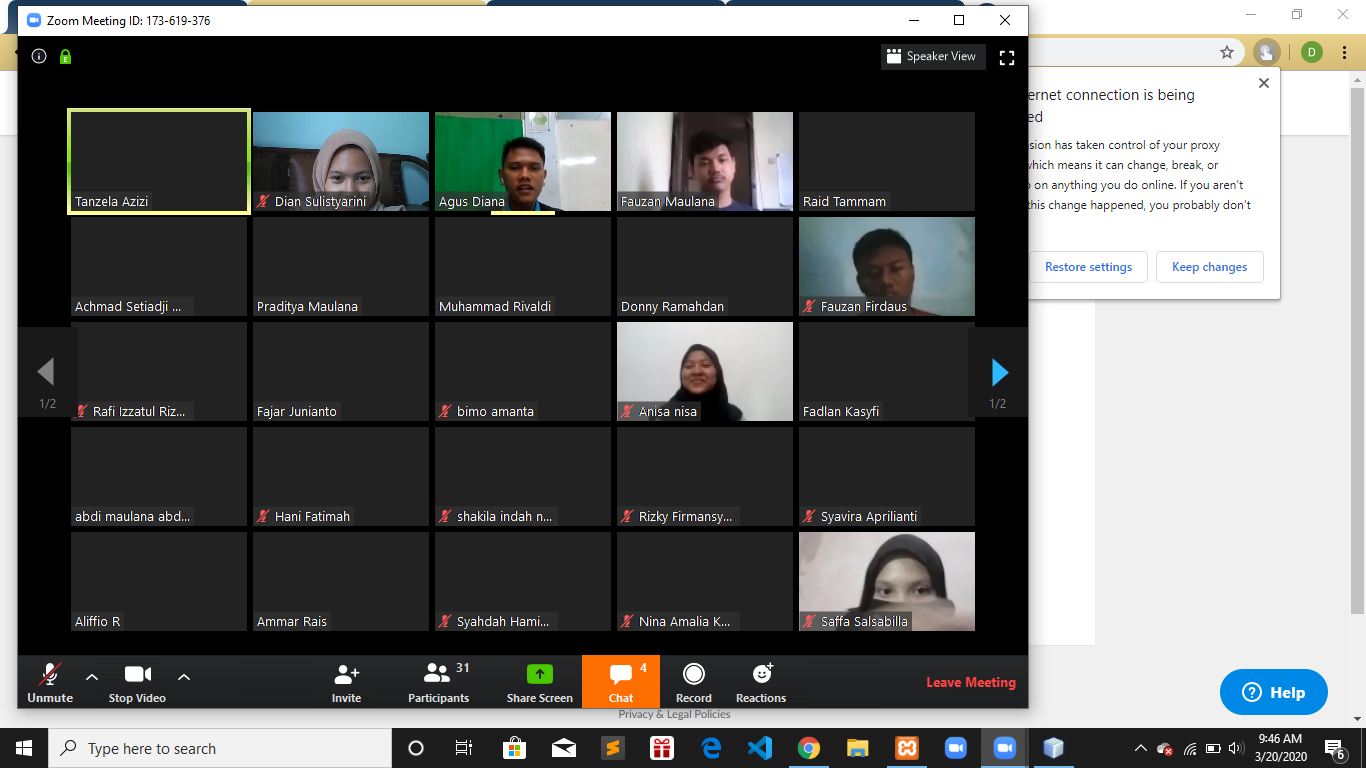 Zoom Meeting ID: 173-619-376
Speaker View
Tanzela Azizi
Dian Sulistyarini
Agus Diana
Fauzan Maulana
Raid Tammam
Achmad Setiadji ...
Praditya Maulana
Muhammad Rivaldi
Donny Ramahdan
Fauzan Firdaus
Rafi Izzatul Riz...
Fajar Junianto
bimo amanta
Anisa nisa
Fadlan Kasyfi
abdi maulana abd...
Hani Fatimah
shakila indah n...
Rizky Firmansy...
Syavira Aprilianti
Aliffio R
Ammar Rais
Syahdah Hami...
Nina Amalia K...
Saffa Salsabilla
1/2
1/2
Unmute
Stop Video
Invite
31
Participants
Share Screen
4
Chat
Record
Reactions
Leave Meeting
D
ernet connection is being
ed
sion has taken control of your proxy
which means it can change, break, or
on anything you do online. If you aren't
this change happened, you probably don't
Restore settings
Keep changes
Help
Privacy & Legal Policies
Type here to search
9:46 AM
3/20/2020
6